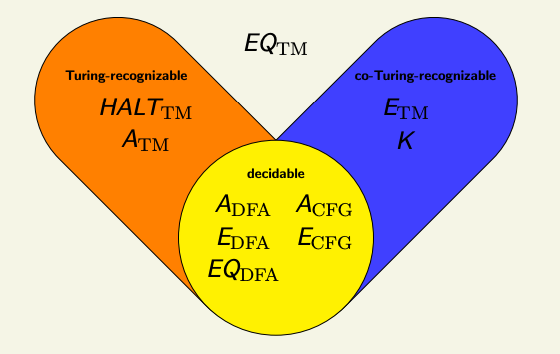 EQTM
Turing-recognizable
HALTTM
ATM
co-Turing-recognizable
ETM
K
decidable
ADFA ACFG
EDFA ECFG
EQDFA